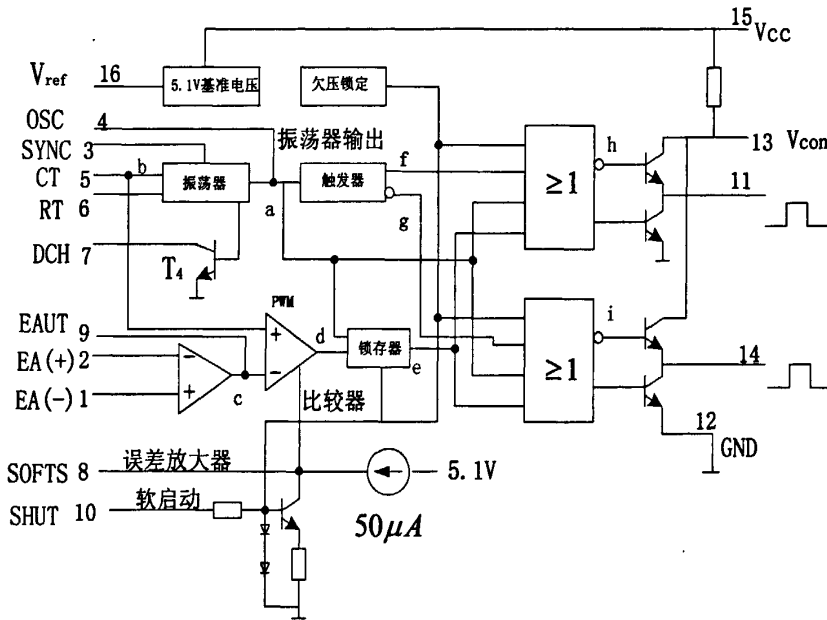 15 Vcc
Vref 16 5.1V基准电压 欠压锁定
OSC 4
振荡器输出
SYNC 3
CT 5 b 振荡器 a 触发器 f
RT 6
g
DCH 7
T4
≥1 h
13 Vcon
11
EAUT 9
PWM
EA(+) 2
EA(-) 1
- + c
+ - d 锁存器 e
比较器
≥1 i
14
12
GND
SOFTS 8 误差放大器 5.1V
SHUT 10 软启动
50μA